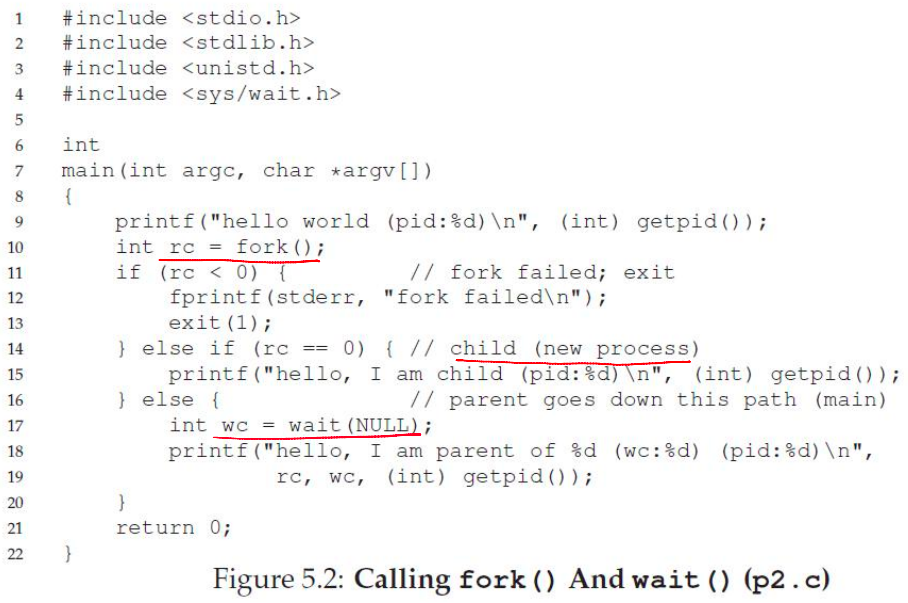 1 #include <stdio.h>
2 #include <stdlib.h>
3 #include <unistd.h>
4 #include <sys/wait.h>
5
6 int
7 main(int argc, char *argv[])
8 {
9     printf("hello world (pid:%d)\n", (int) getpid());
10     int rc = fork();
11     if (rc < 0) {         // fork failed; exit
12         fprintf(stderr, "fork failed\n");
13         exit(1);
14     } else if (rc == 0) { // child (new process)
15         printf("hello, I am child (pid:%d)\n", (int) getpid());
16     } else {              // parent goes down this path (main)
17         int wc = wait(NULL);
18         printf("hello, I am parent of %d (wc:%d) (pid:%d)\n",
19                 rc, wc, (int) getpid());
20     }
21     return 0;
22 }
Figure 5.2: Calling fork() And wait() (p2.c)